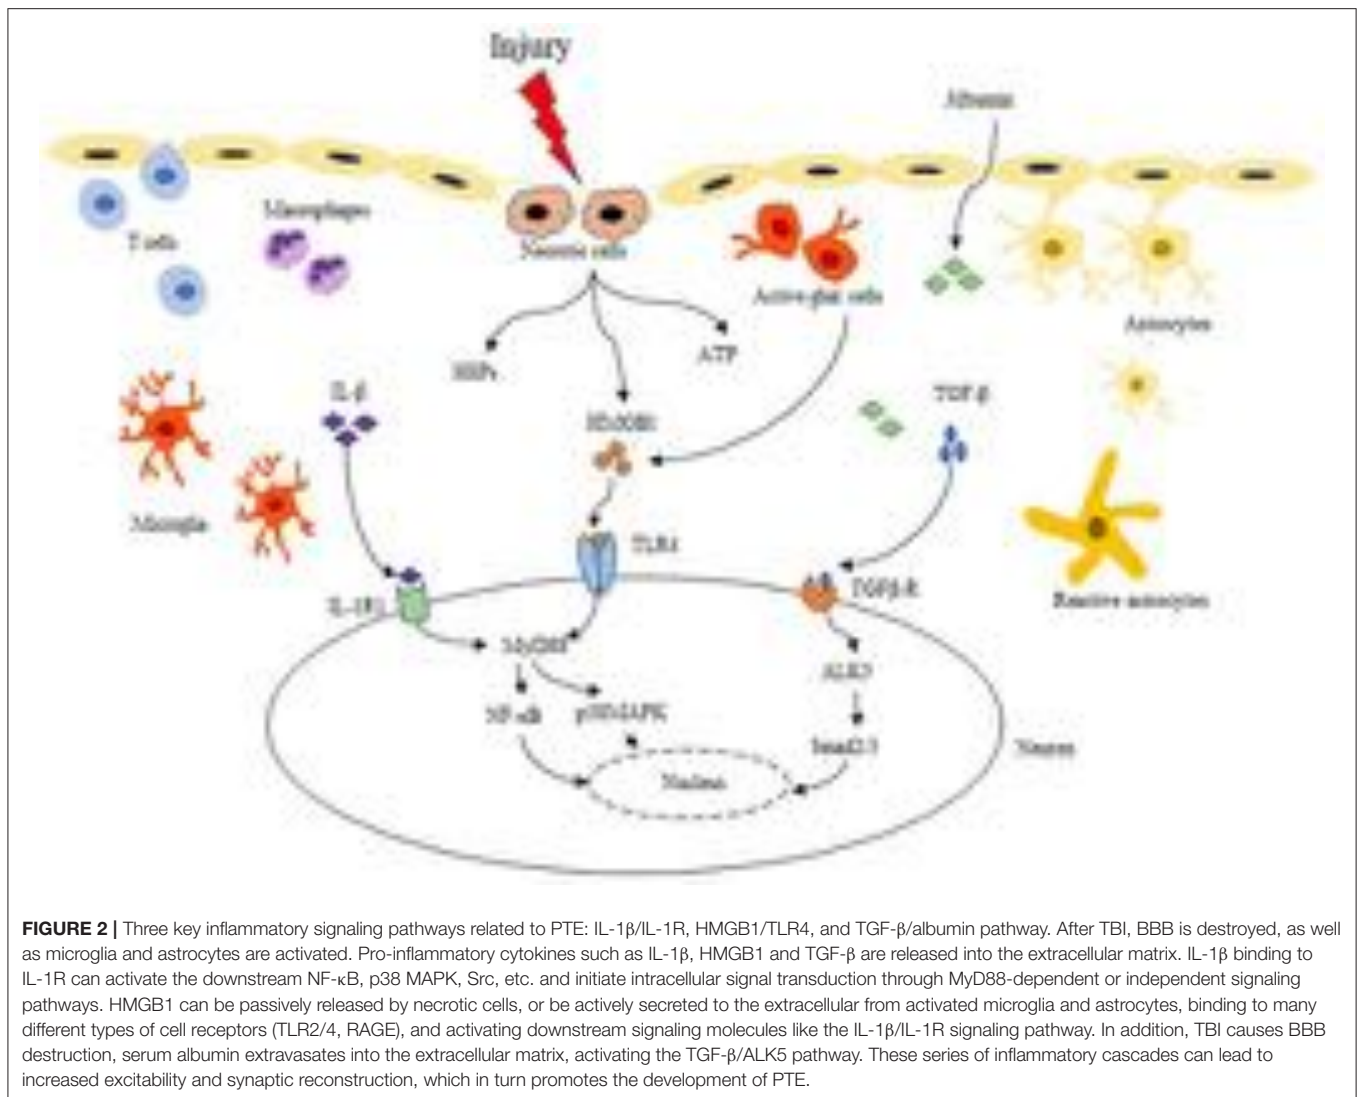 Injury
Albumin
Macrophages
T cells
Necrotic cells
Active glial cells
Astrocytes
HSPs
ATP
IL-β
HMGB1
TGF-β
Microglia
TLR4
IL-1R1
TGFβ-R
Reactive astrocytes
MyD88
ALK5
NF-κB
p38MAPK
Smad2/3
Neuron
Nucleus
FIGURE 2 | Three key inflammatory signaling pathways related to PTE: IL-1β/IL-1R, HMGB1/TLR4, and TGF-β/albumin pathway. After TBI, BBB is destroyed, as well
as microglia and astrocytes are activated. Pro-inflammatory cytokines such as IL-1β, HMGB1 and TGF-β are released into the extracellular matrix. IL-1β binding to
IL-1R can activate the downstream NF-κB, p38 MAPK, Src, etc. and initiate intracellular signal transduction through MyD88-dependent or independent signaling
pathways. HMGB1 can be passively released by necrotic cells, or be actively secreted to the extracellular from activated microglia and astrocytes, binding to many
different types of cell receptors (TLR2/4, RAGE), and activating downstream signaling molecules like the IL-1β/IL-1R signaling pathway. In addition, TBI causes BBB
destruction, serum albumin extravasates into the extracellular matrix, activating the TGF-β/ALK5 pathway. These series of inflammatory cascades can lead to
increased excitability and synaptic reconstruction, which in turn promotes the development of PTE.